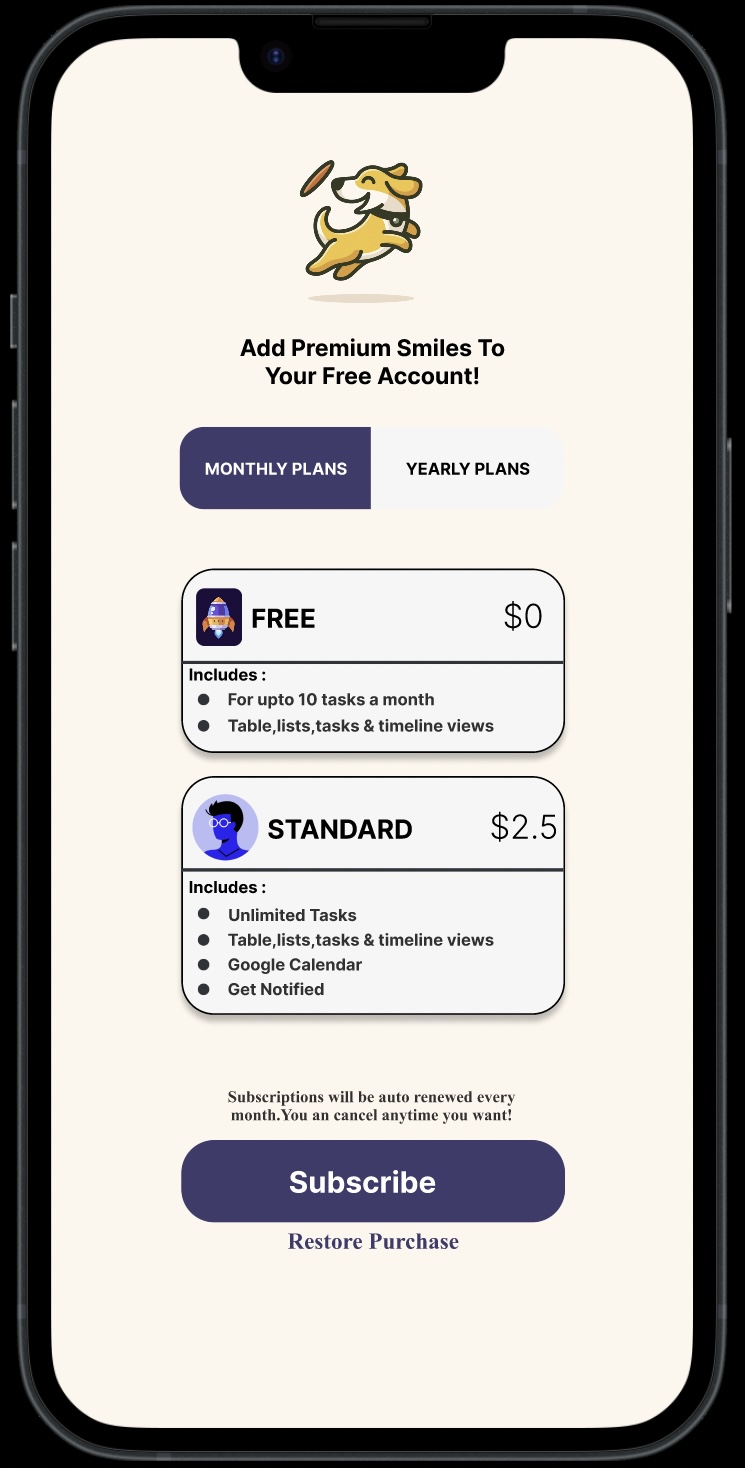 Add Premium Smiles To
Your Free Account!
MONTHLY PLANS
YEARLY PLANS
FREE
$0
Includes :
For upto 10 tasks a month
Table,lists,tasks & timeline views
STANDARD
$2.5
Includes :
Unlimited Tasks
Table,lists,tasks & timeline views
Google Calendar
Get Notified
Subscriptions will be auto renewed every
month.You an cancel anytime you want!
Subscribe
Restore Purchase